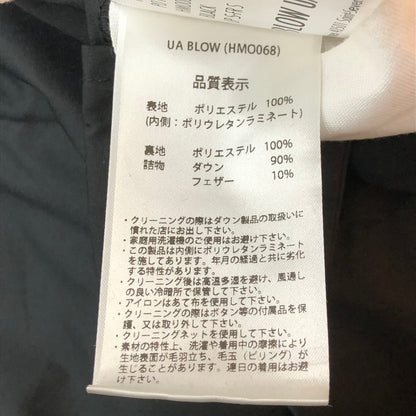 BLOW U
BLACK
UA BLOW (HMO068)
品質表示
表地 ポリエステル 100%
(内側:ポリウレタンラミネート)
裏地 ポリエステル 100%
詰物 ダウン 90%
フェザー 10%
・クリーニングの際はダウン製品の取扱いに
慣れた店にお出し下さい。
・家庭用洗濯機のご使用はお避け下さい。
・この製品は内側にポリウレタンラミネート
を施してあります。年月の経過と共に劣化
する特性があります。
・クリーニング後は高温多湿を避け、風通し
の良い冷暗所で保管して下さい。
・アイロンはあて布を使用して下さい。
・クリーニングの際はボタン等の付属品を保
護、又は取り外して下さい。
・クリーニングネットを使用して下さい。
・素材の特性上、洗濯や着用中の摩擦により
生地表面が毛羽立ち、毛玉(ピリング)が
生じることがあります。連日の着用はお避
け下さい。